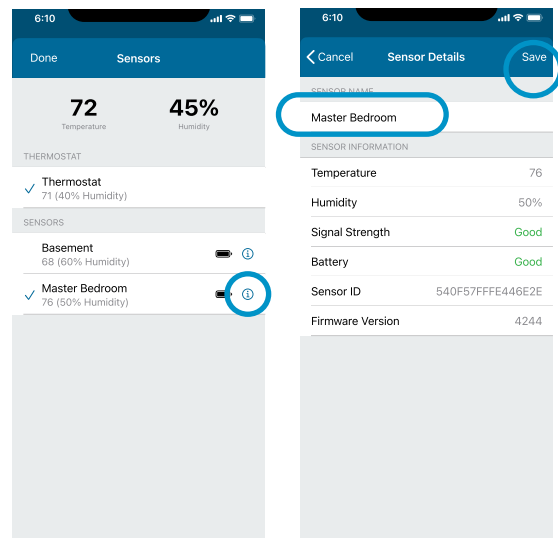 6:10
Done
Sensors
72
45%
Temperature
Humidity
THERMOSTAT
Thermostat
71 (40% Humidity)
SENSORS
Basement
68 (60% Humidity)
Master Bedroom
76 (50% Humidity)
6:10
Cancel
Sensor Details
Save
SENSOR NAME
Master Bedroom
SENSOR INFORMATION
Temperature 76
Humidity 50%
Signal Strength Good
Battery Good
Sensor ID 540F57FFFE446E2E
Firmware Version 4244